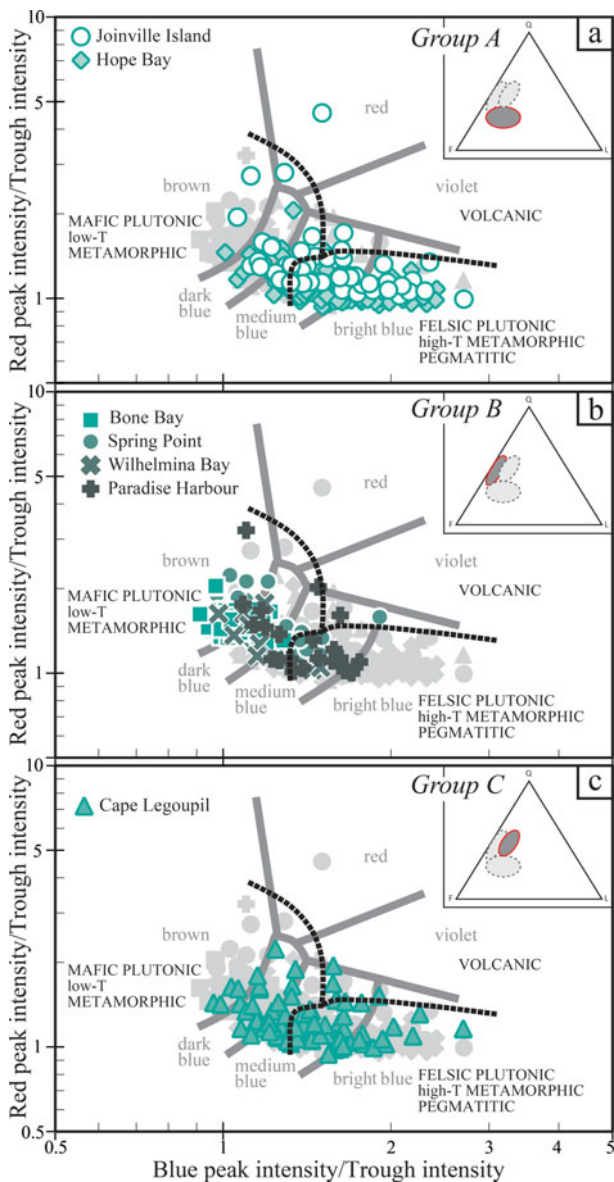 10
Joinville Island
Hope Bay
Group A
a
Q
F
L
5
red
brown
violet
MAFIC PLUTONIC
low-T
METAMORPHIC
VOLCANIC
1
dark
blue
medium
blue
bright blue
FELSIC PLUTONIC
high-T METAMORPHIC
PEGMATITIC
Red peak intensity/Trough intensity
10
Bone Bay
Spring Point
Wilhelmina Bay
Paradise Harbour
Group B
b
Q
F
L
5
red
brown
violet
MAFIC PLUTONIC
low-T
METAMORPHIC
VOLCANIC
1
dark
blue
medium
blue
bright blue
FELSIC PLUTONIC
high-T METAMORPHIC
PEGMATITIC
Red peak intensity/Trough intensity
10
Cape Legoupil
Group C
c
Q
F
L
5
red
brown
violet
MAFIC PLUTONIC
low-T
METAMORPHIC
VOLCANIC
1
dark
blue
medium
blue
bright blue
FELSIC PLUTONIC
high-T METAMORPHIC
PEGMATITIC
Red peak intensity/Trough intensity
0.5
0.5 1 2 3 4 5
Blue peak intensity/Trough intensity